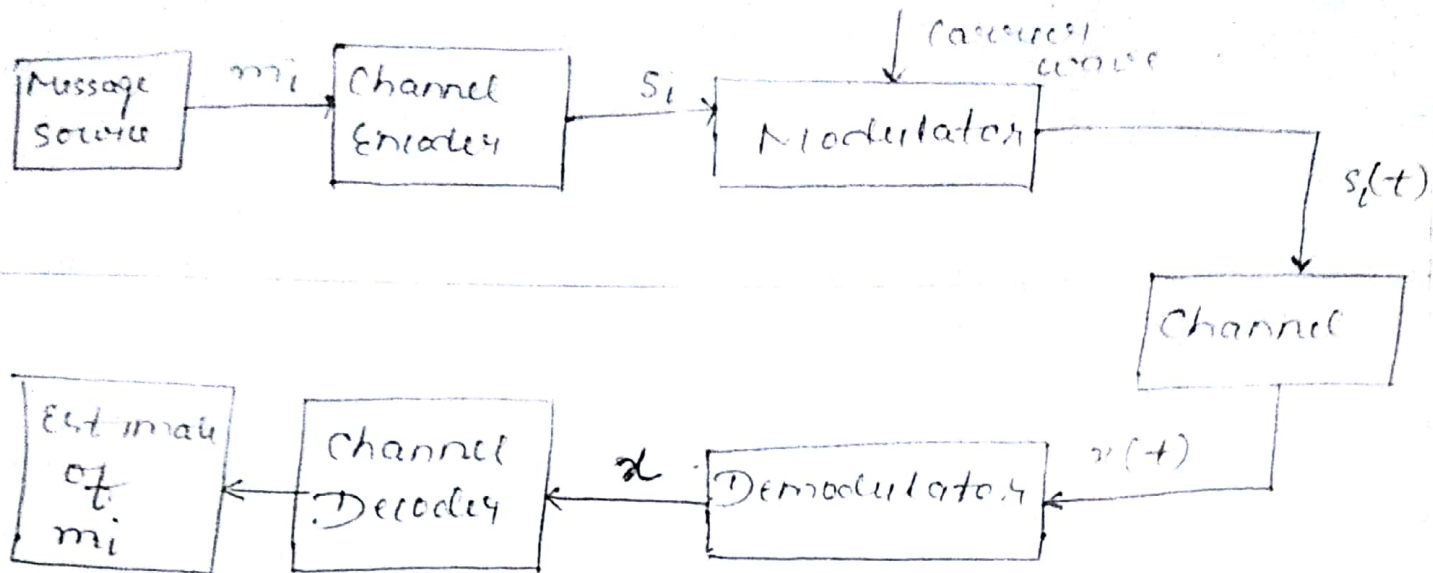 Carrier
wave
Message
Source
mi
Channel
Encoder
Si
Modulator
si(t)
Channel
x(t)
Demodulator
x
Channel
Decoder
Estimate
of
mi